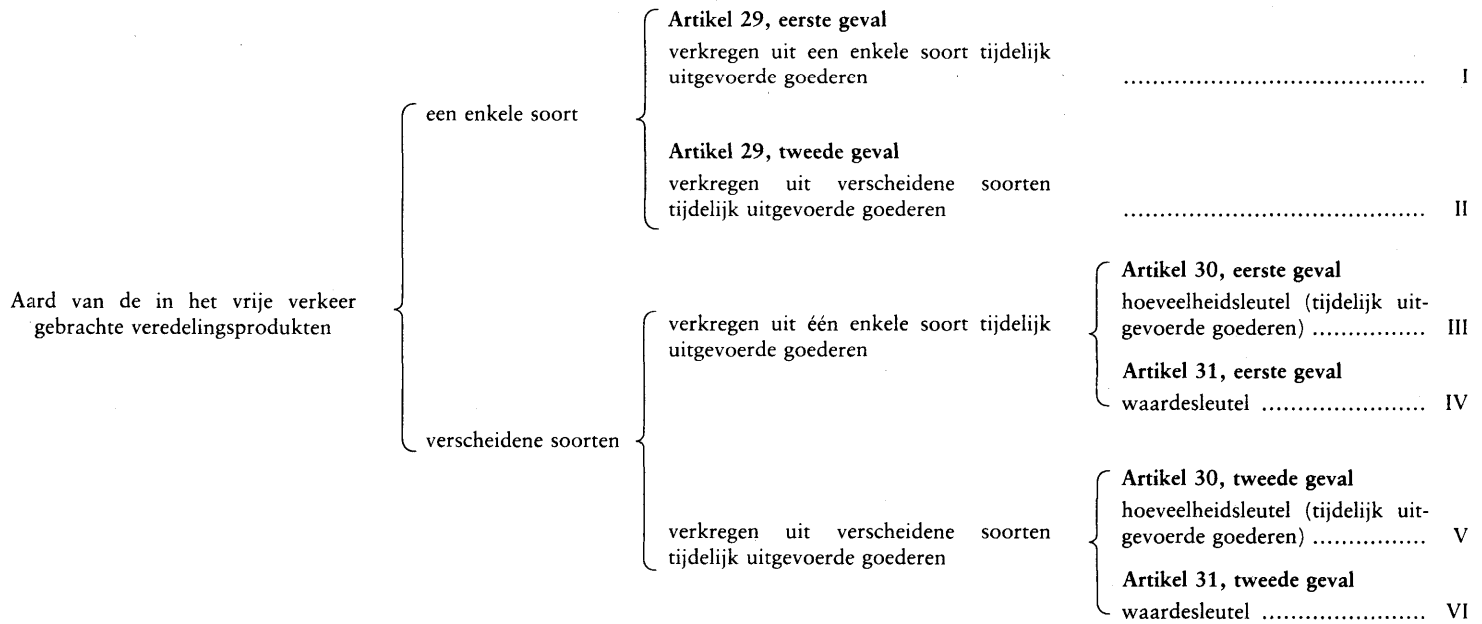 Artikel 29, eerste geval
verkregen uit een enkele soort tijdelijk
uitgevoerde goederen .......................................... I
een enkele soort
Artikel 29, tweede geval
verkregen uit verscheidene soorten
tijdelijk uitgevoerde goederen .......................................... II
Aard van de in het vrije verkeer
gebrachte veredelingsprodukten
verkregen uit één enkele soort tijdelijk
uitgevoerde goederen
Artikel 30, eerste geval
hoeveelheidsleutel (tijdelijk uit-
gevoerde goederen) ................ III
Artikel 31, eerste geval
waardesleutel ....................... IV
verscheidene soorten
verkregen uit verscheidene soorten
tijdelijk uitgevoerde goederen
Artikel 30, tweede geval
hoeveelheidsleutel (tijdelijk uit-
gevoerde goederen) ................ V
Artikel 31, tweede geval
waardesleutel ....................... VI